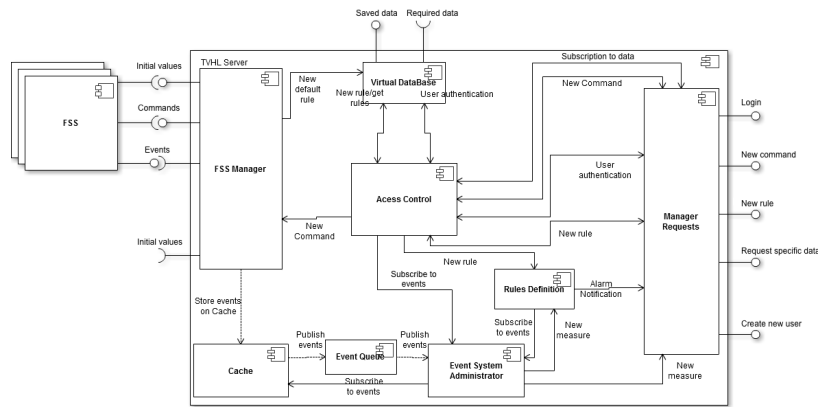 Saved data
Required data
TVHL Server
Initial values
Commands
Events
Initial values
FSS
FSS Manager
New
default
rule
Virtual DataBase
New rule/get
rules
User authentication
Subscription to data
New Command
User
authentication
Acess Control
New
Command
New rule
New rule
Manager
Requests
Login
New command
New rule
Request specific data
Create new user
Subscribe to
events
Rules Definition
Alarm
Notification
Store events
on Cache
Subscribe
to events
New
measure
Publish
events
Publish
events
Cache
Event Queue
Event System
Administrator
Subscribe
to events
New
measure